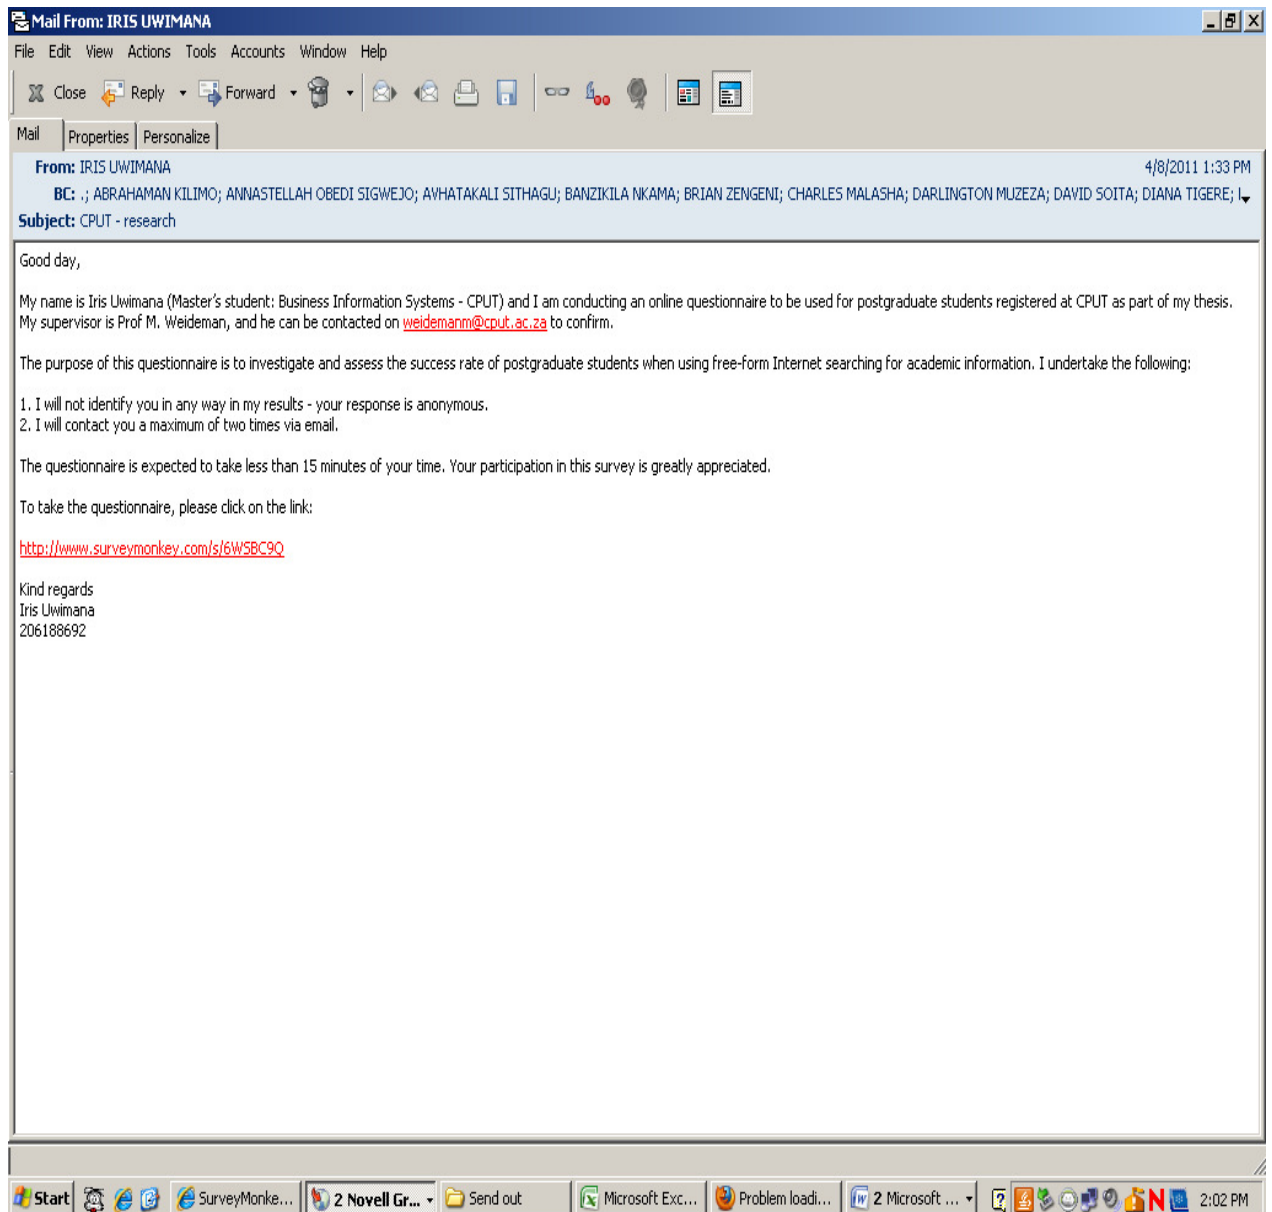 Mail From: IRIS UWIMANA
File Edit View Actions Tools Accounts Window Help
Close Reply Forward
Mail Properties Personalize
From: IRIS UWIMANA 4/8/2011 1:33 PM
BC: .; ABRAHAMAN KILIMO; ANNASTELLAH OBEDI SIGWEJO; AVHATAKALI SITHAGU; BANZIKILA NKAMA; BRIAN ZENGENI; CHARLES MALASHA; DARLINGTON MUZEZA; DAVID SOITA; DIANA TIGERE;
Subject: CPUT - research
Good day,
My name is Iris Uwimana (Master's student: Business Information Systems - CPUT) and I am conducting an online questionnaire to be used for postgraduate students registered at CPUT as part of my thesis.
My supervisor is Prof M. Weideman, and he can be contacted on weidemanm@cput.ac.za to confirm.
The purpose of this questionnaire is to investigate and assess the success rate of postgraduate students when using free-form Internet searching for academic information. I undertake the following:
1. I will not identify you in any way in my results - your response is anonymous.
2. I will contact you a maximum of two times via email.
The questionnaire is expected to take less than 15 minutes of your time. Your participation in this survey is greatly appreciated.
To take the questionnaire, please click on the link:
http://www.surveymonkey.com/s/6WSBC9Q
Kind regards
Iris Uwimana
206188692
Start SurveyMonke... 2 Novell Gr... Send out Microsoft Exc... Problem loadi... 2 Microsoft ... N 2:02 PM